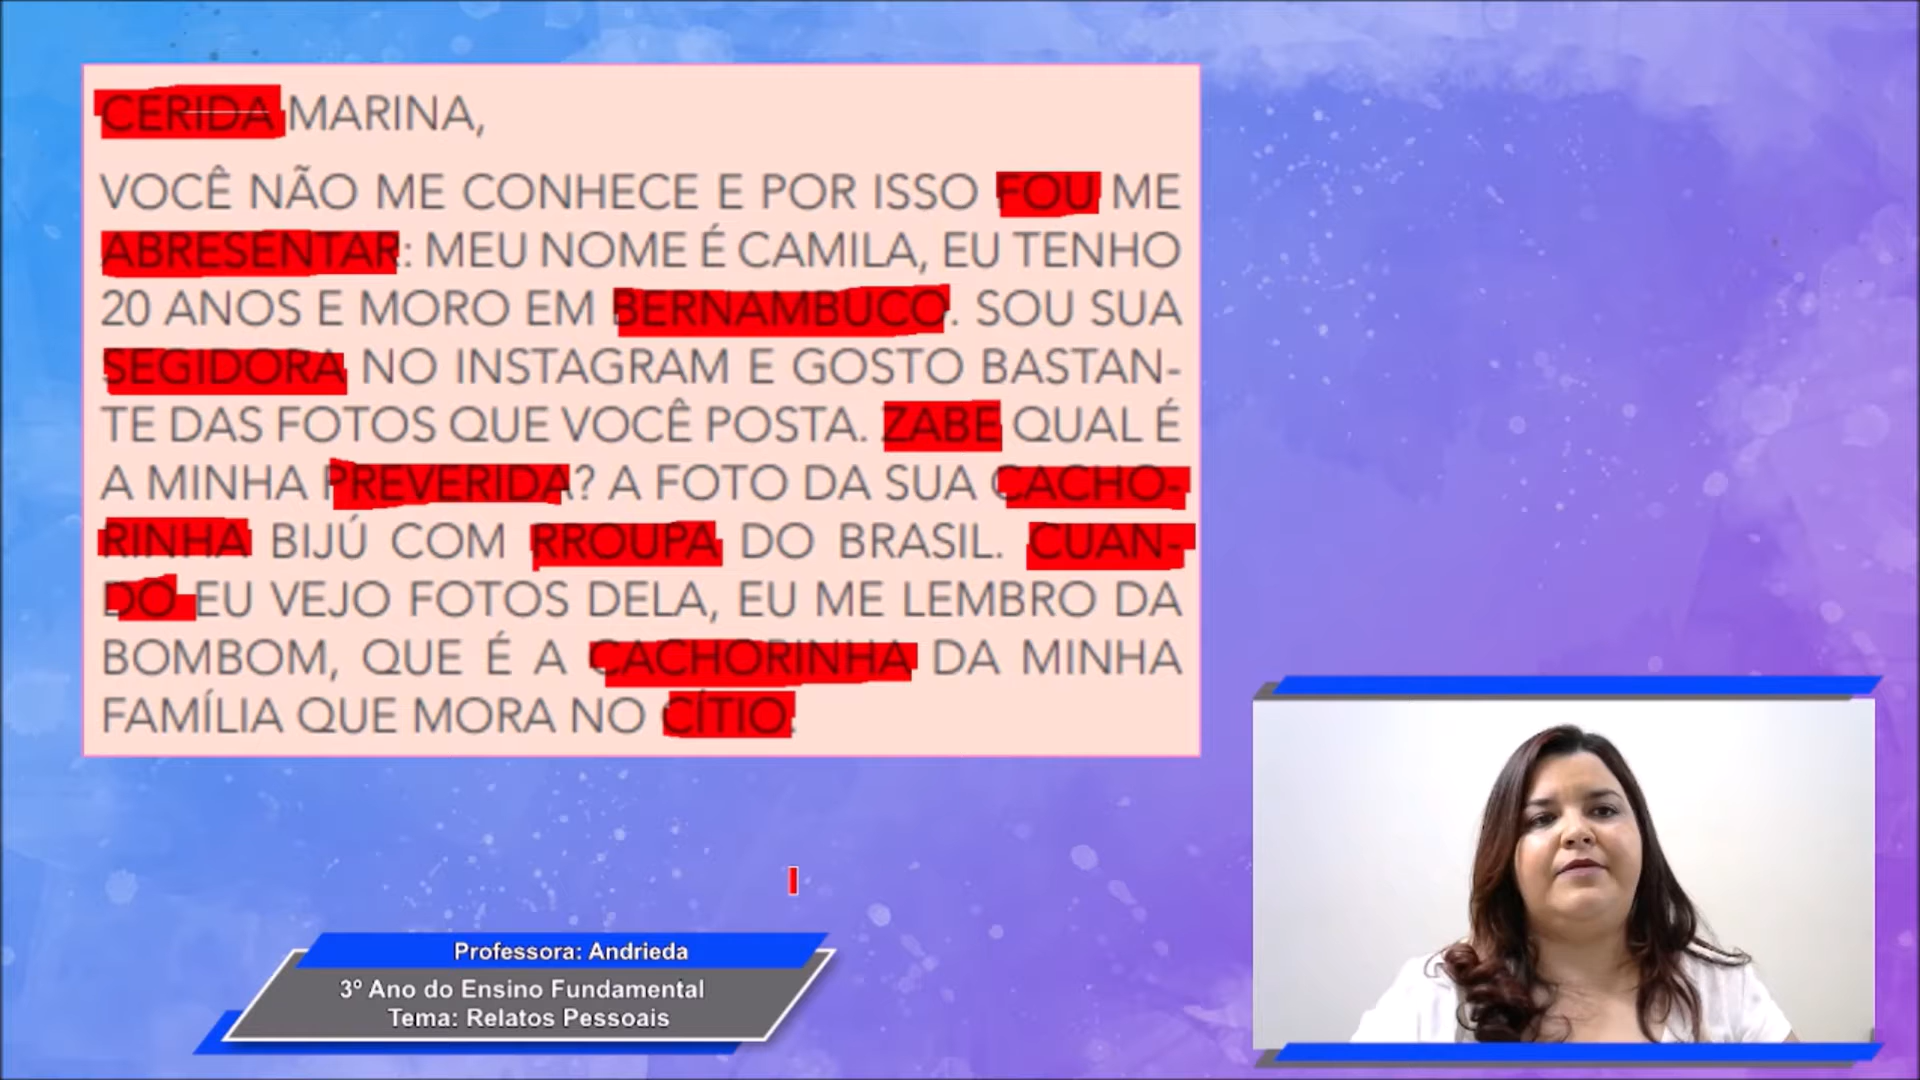 CERIDA MARINA,
VOCÊ NÃO ME CONHECE E POR ISSO FOU ME
ABRESENTAR: MEU NOME É CAMILA, EU TENHO
20 ANOS E MORO EM BERNAMBUCO. SOU SUA
SEGIDORA NO INSTAGRAM E GOSTO BASTAN-
TE DAS FOTOS QUE VOCÊ POSTA. ZABE QUAL É
A MINHA PREVERIDA? A FOTO DA SUA CACHO-
RINHA BIJÚ COM RROUPA DO BRASIL. CUAN-
DO EU VEJO FOTOS DELA, EU ME LEMBRO DA
BOMBOM, QUE É A CACHORINHA DA MINHA
FAMÍLIA QUE MORA NO CÍTIO.
Professora: Andrieda
3º Ano do Ensino Fundamental
Tema: Relatos Pessoais